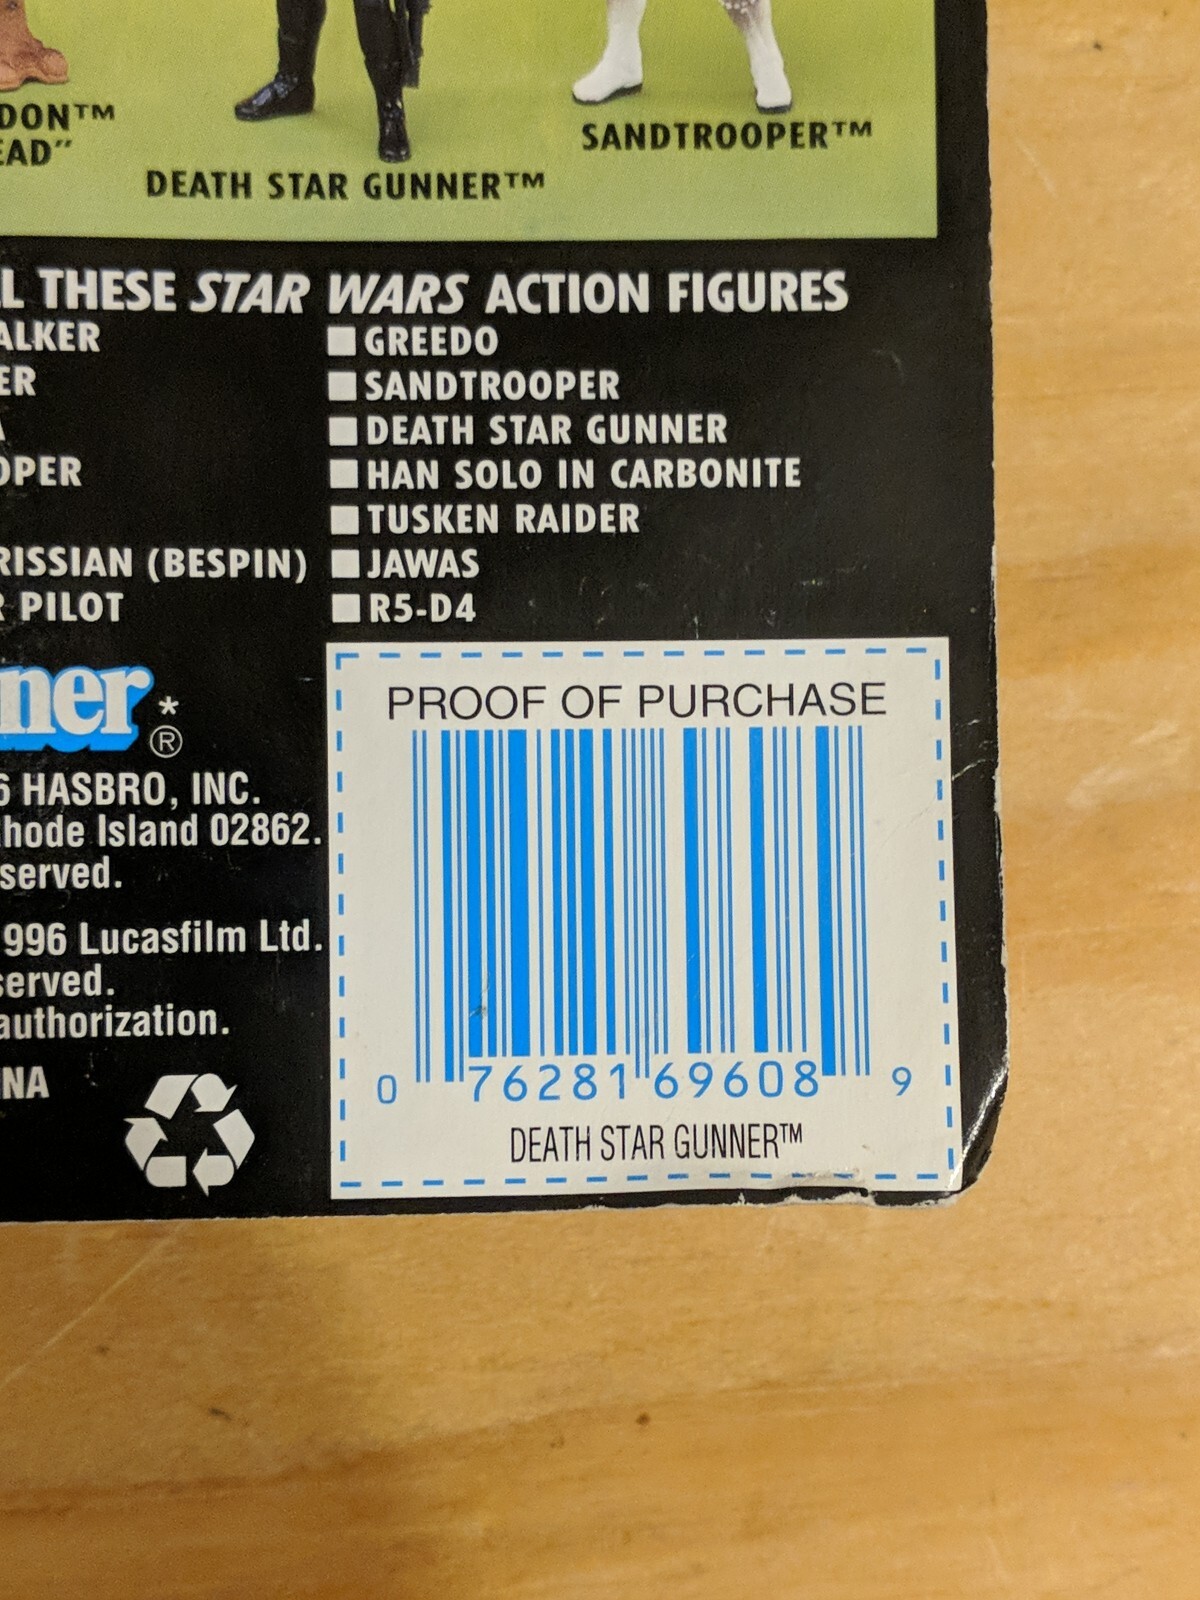 DON™
EAD"
DEATH STAR GUNNER™
SANDTROOPER™
L THESE STAR WARS ACTION FIGURES
ALKER
ER
A
OPER
RISSIAN (BESPIN)
R PILOT
GREEDO
SANDTROOPER
DEATH STAR GUNNER
HAN SOLO IN CARBONITE
TUSKEN RAIDER
JAWAS
R5-D4
ner*®
6 HASBRO, INC.
hode Island 02862.
served.
996 Lucasfilm Ltd.
served.
authorization.
NA
PROOF OF PURCHASE
0 76281 69608 9
DEATH STAR GUNNER™